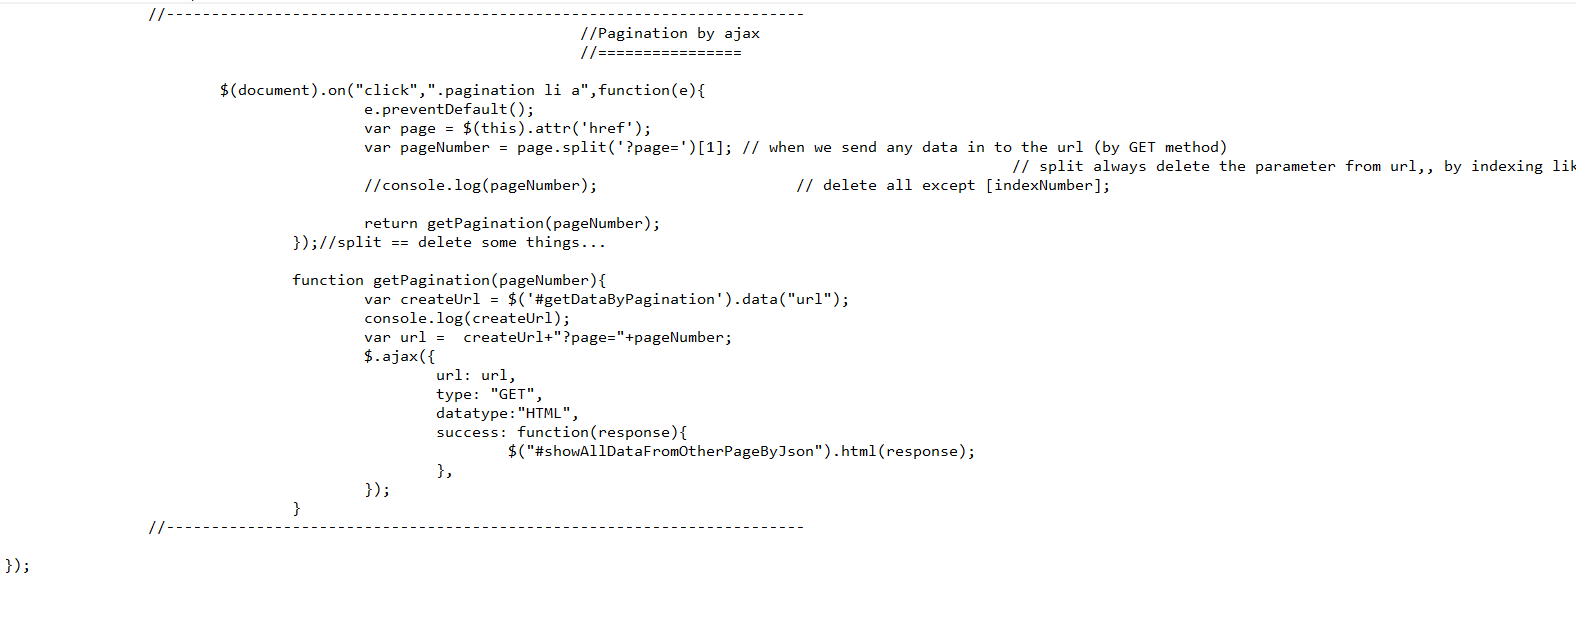 //-----------------------------------------------------------------------
//Pagination by ajax
//================
$(document).on("click",".pagination li a",function(e){
e.preventDefault();
var page = $(this).attr('href');
var pageNumber = page.split('?page=')[1]; // when we send any data in to the url (by GET method)
// split always delete the parameter from url,, by indexing lik
//console.log(pageNumber); // delete all except [indexNumber];
return getPagination(pageNumber);
});//split == delete some things...
function getPagination(pageNumber){
var createUrl = $('#getDataByPagination').data("url");
console.log(createUrl);
var url =  createUrl+"?page="+pageNumber;
$.ajax({
url: url,
type: "GET",
datatype:"HTML",
success: function(response){
$("#showAllDataFromOtherPageByJson").html(response);
},
});
}
//-----------------------------------------------------------------------
});